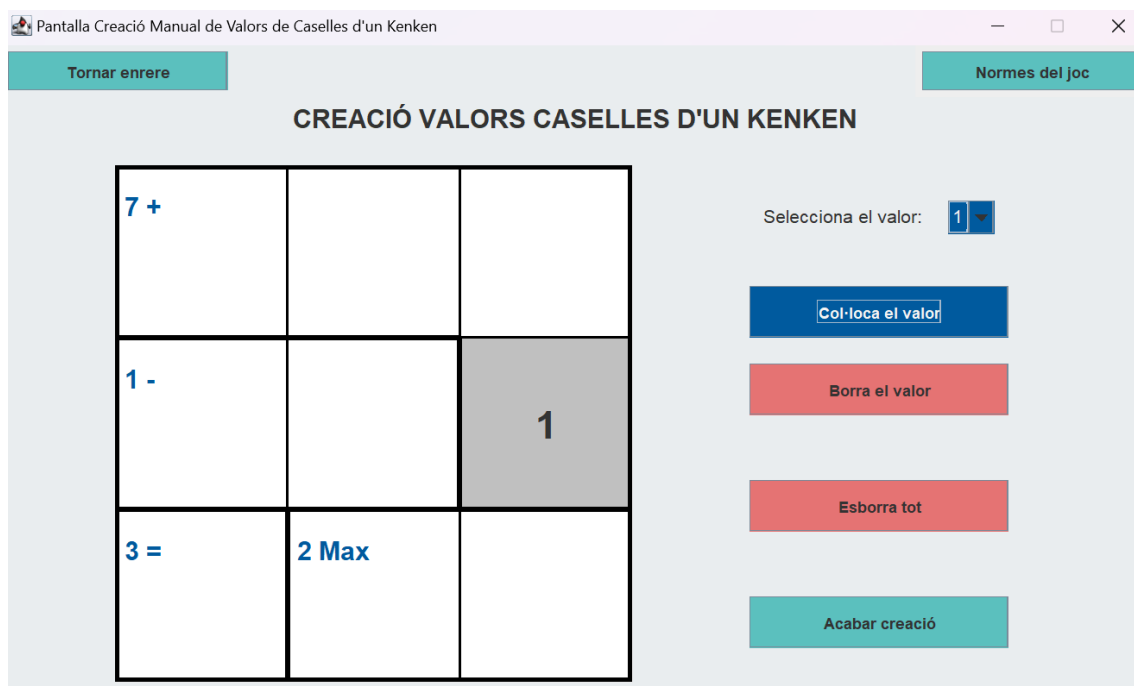 Pantalla Creació Manual de Valors de Caselles d'un Kenken
Tornar enrere
Normes del joc
CREACIÓ VALORS CASELLES D'UN KENKEN
7 +
Selecciona el valor: 1
Col·loca el valor
1 -
Borra el valor
1
Esborra tot
3 =
2 Max
Acabar creació